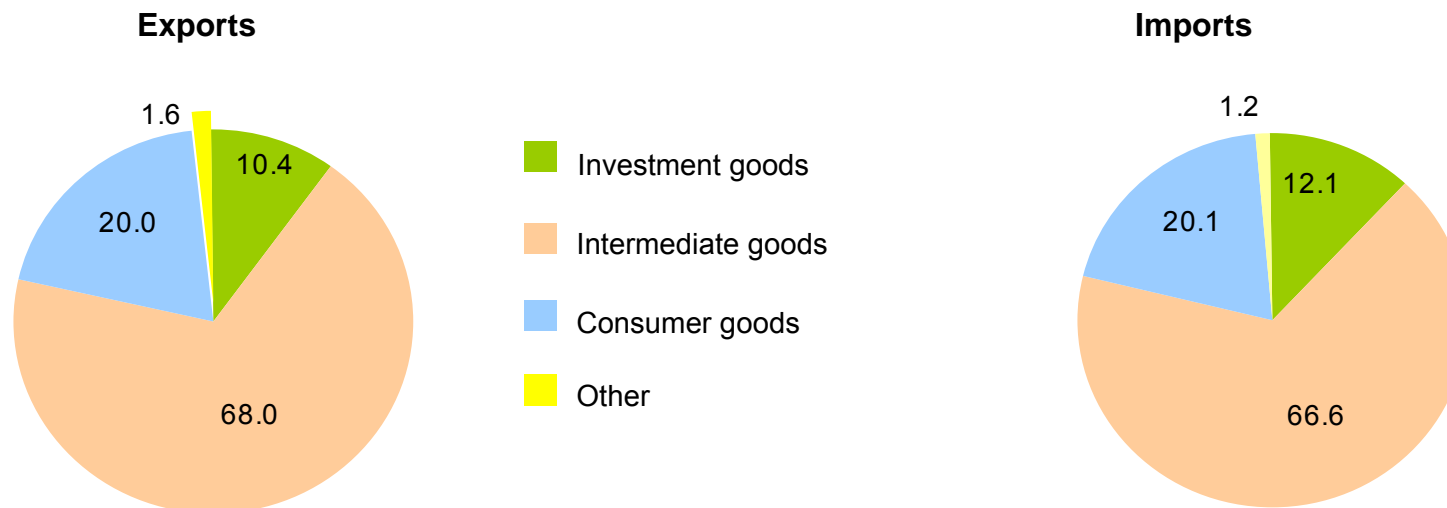 Exports
1.6
10.4
20.0
68.0
Investment goods
Intermediate goods
Consumer goods
Other
Imports
1.2
12.1
20.1
66.6